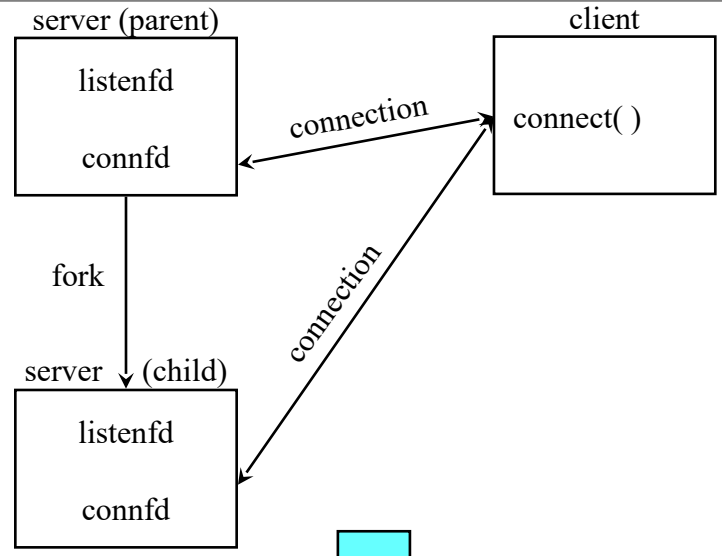 server (parent)
client
listenfd
connection
connect( )
connfd
fork
connection
server (child)
listenfd
connfd